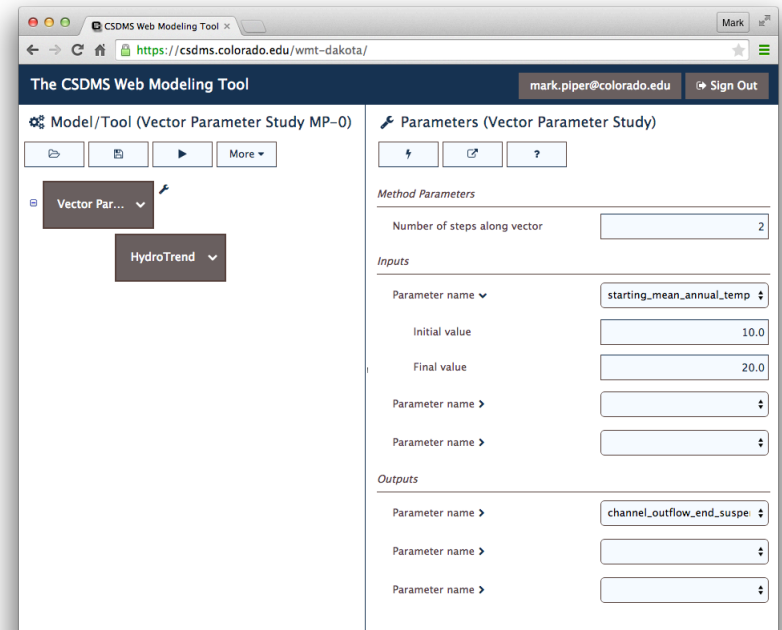 CSDMS Web Modeling Tool ×
Mark
https://csdms.colorado.edu/wmt-dakota/
The CSDMS Web Modeling Tool
mark.piper@colorado.edu
Sign Out
Model/Tool (Vector Parameter Study MP-0)
More
Vector Par...
HydroTrend
Parameters (Vector Parameter Study)
?
Method Parameters
Number of steps along vector 2
Inputs
Parameter name starting_mean_annual_temp
Initial value 10.0
Final value 20.0
Parameter name
Parameter name
Outputs
Parameter name channel_outflow_end_suspe
Parameter name
Parameter name